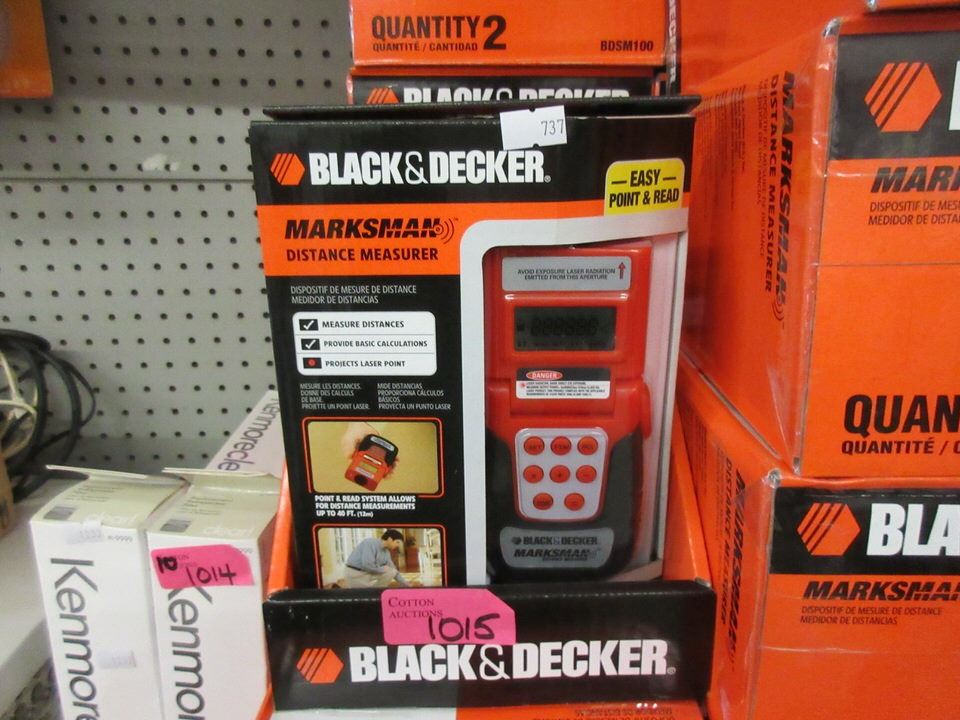 QUANTITY 2
QUANTITÉ / CANTIDAD
BDSM100
BLACK & DECKER
737
BLACK & DECKER
EASY
POINT & READ
MARKSMAN
DISTANCE MEASURER
DISPOSITIF DE MESURE DE DISTANCE
MEDIDOR DE DISTANCIAS
MEASURE DISTANCES
PROVIDE BASIC CALCULATIONS
PROJECTS LASER POINT
MESURE LES DISTANCES.
DONNE DES CALCULS
DE BASE.
PROJETTE UN POINT LASER.
MIDE DISTANCIAS
PROPORCIONA CÁLCULOS
BÁSICOS
PROYECTA UN PUNTO LASER
POINT & READ SYSTEM ALLOWS
FOR DISTANCE MEASUREMENTS
UP TO 40 FT. (12m)
AVOID EXPOSURE LASER RADIATION
EMITTED FROM THIS APERTURE
DANGER
BLACK & DECKER
MARKSMAN
COTTON
AUCTIONS
1015
BLACK & DECKER
Kenmore
10
1014
Kenmore
Kenmore
MARKSMAN
DISTANCE MEASURER
MARK
DISPOSITIF DE MES
MEDIDOR DE DISTA
QUAN
QUANTITÉ / C
BLA
MARKSMAN
DISPOSITIF DE MESURE DE DISTANCE
MEDIDOR DE DISTANCIAS